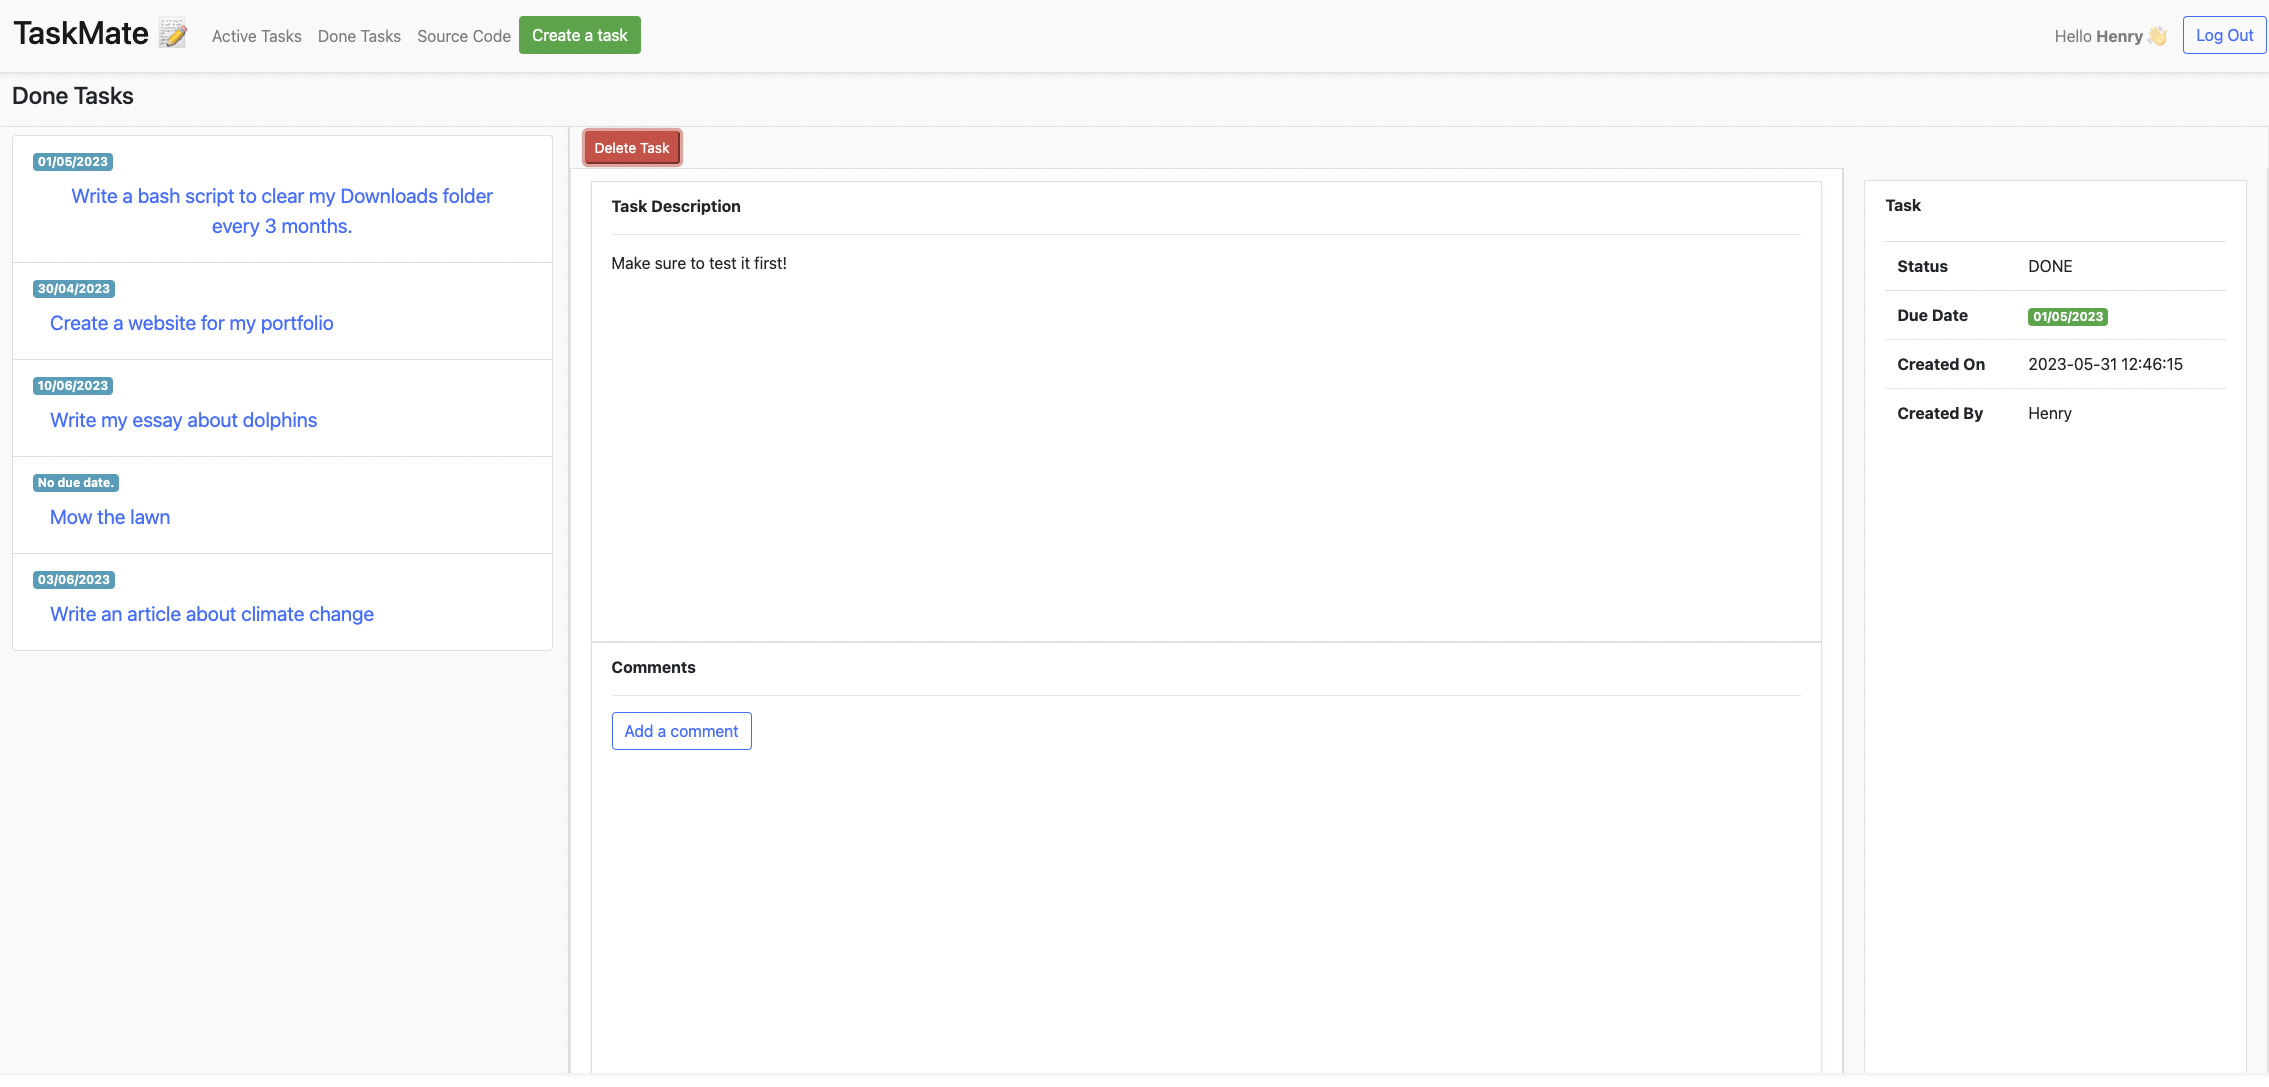 TaskMate
Active Tasks
Done Tasks
Source Code
Create a task
Hello Henry
Log Out
Done Tasks
01/05/2023
Write a bash script to clear my Downloads folder
every 3 months.
30/04/2023
Create a website for my portfolio
10/06/2023
Write my essay about dolphins
No due date.
Mow the lawn
03/06/2023
Write an article about climate change
Delete Task
Task Description
Make sure to test it first!
Comments
Add a comment
Task
Status DONE
Due Date 01/05/2023
Created On 2023-05-31 12:46:15
Created By Henry